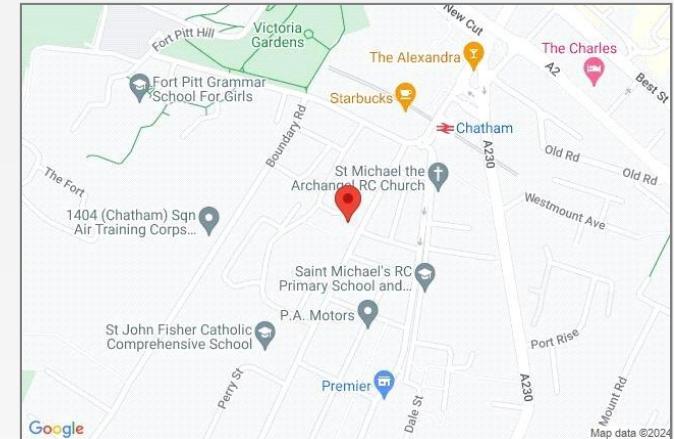 New Cut
Fort Pitt Hill
Victoria
Gardens
The Alexandra
The Charles
A2
Best St
Fort Pitt Grammar
School For Girls
Starbucks
Boundary Rd
Chatham
A230
Old Rd
Old Rd
The Fort
St Michael the
Archangel RC Church
Westmount Ave
1404 (Chatham) Sqn
Air Training Corps...
Saint Michael's RC
Primary School and...
P.A. Motors
St John Fisher Catholic
Comprehensive School
Port Rise
Perry St
Premier
A230
Dale St
Mount Rd
Google
Map data ©2024